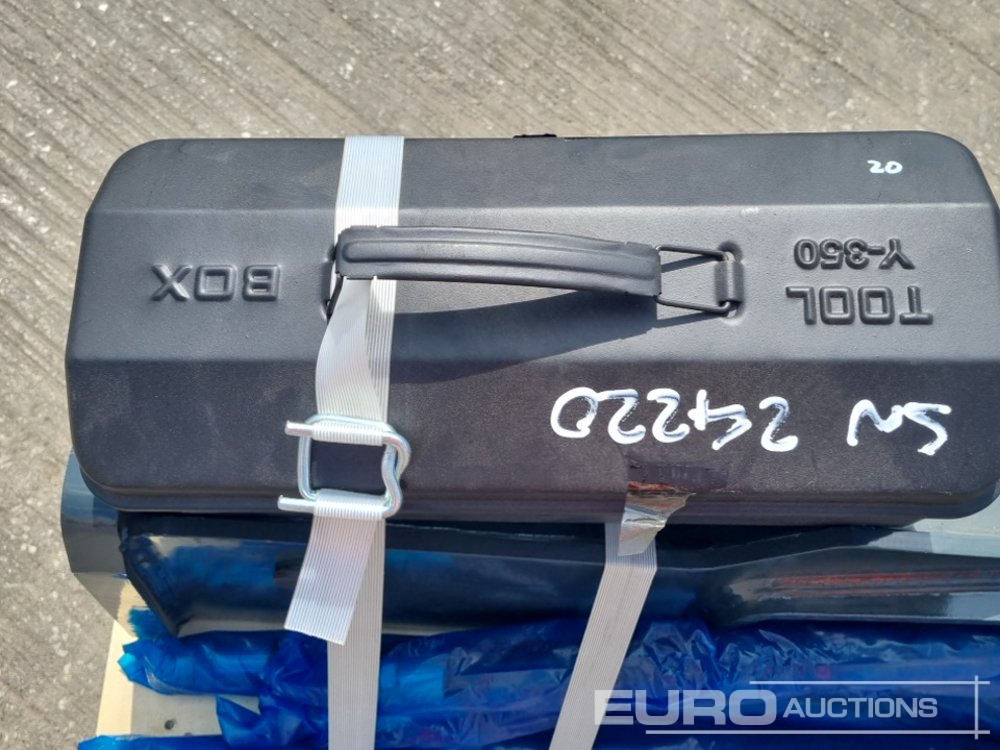 SN 24220
TOOL BOX
Y-350
20
EURO AUCTIONS